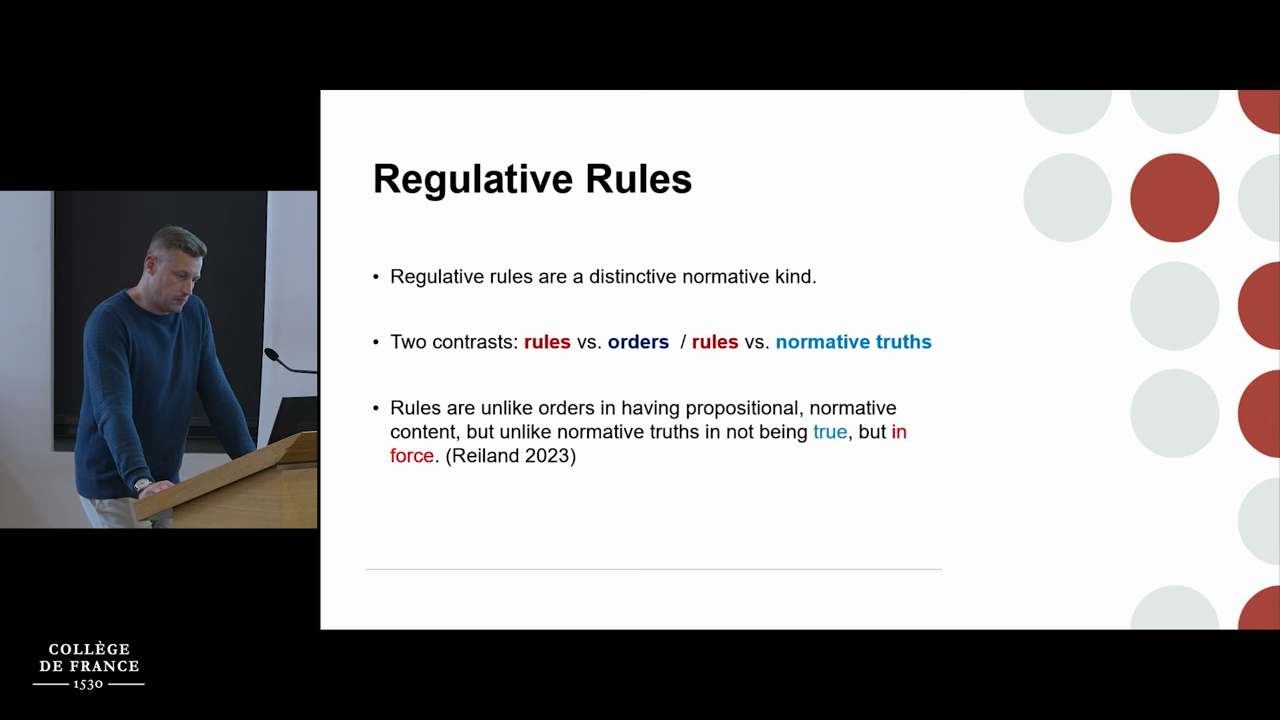 Regulative Rules
• Regulative rules are a distinctive normative kind.
• Two contrasts: rules vs. orders / rules vs. normative truths
• Rules are unlike orders in having propositional, normative
content, but unlike normative truths in not being true, but in
force. (Reiland 2023)
COLLÈGE
DE FRANCE
1530